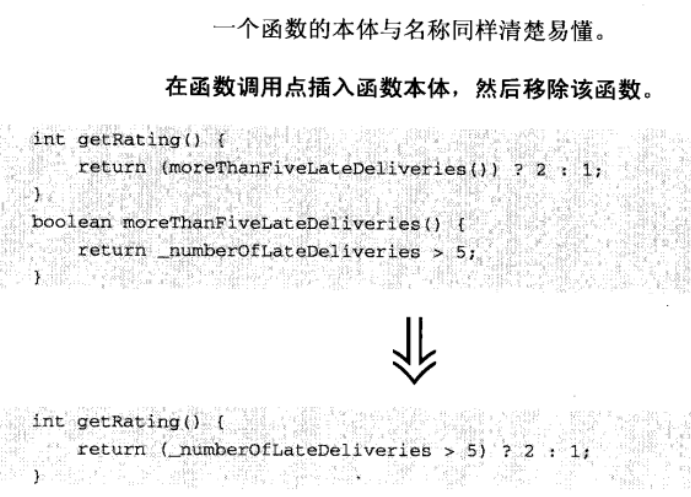 一个函数的本体与名称同样清楚易懂。
在函数调用点插入函数本体，然后移除该函数。
int getRating() {
    return (moreThanFiveLateDeliveries()) ? 2 : 1;
}
boolean moreThanFiveLateDeliveries() {
    return _numberOfLateDeliveries > 5;
}
int getRating() {
    return (_numberOfLateDeliveries > 5) ? 2 : 1;
}